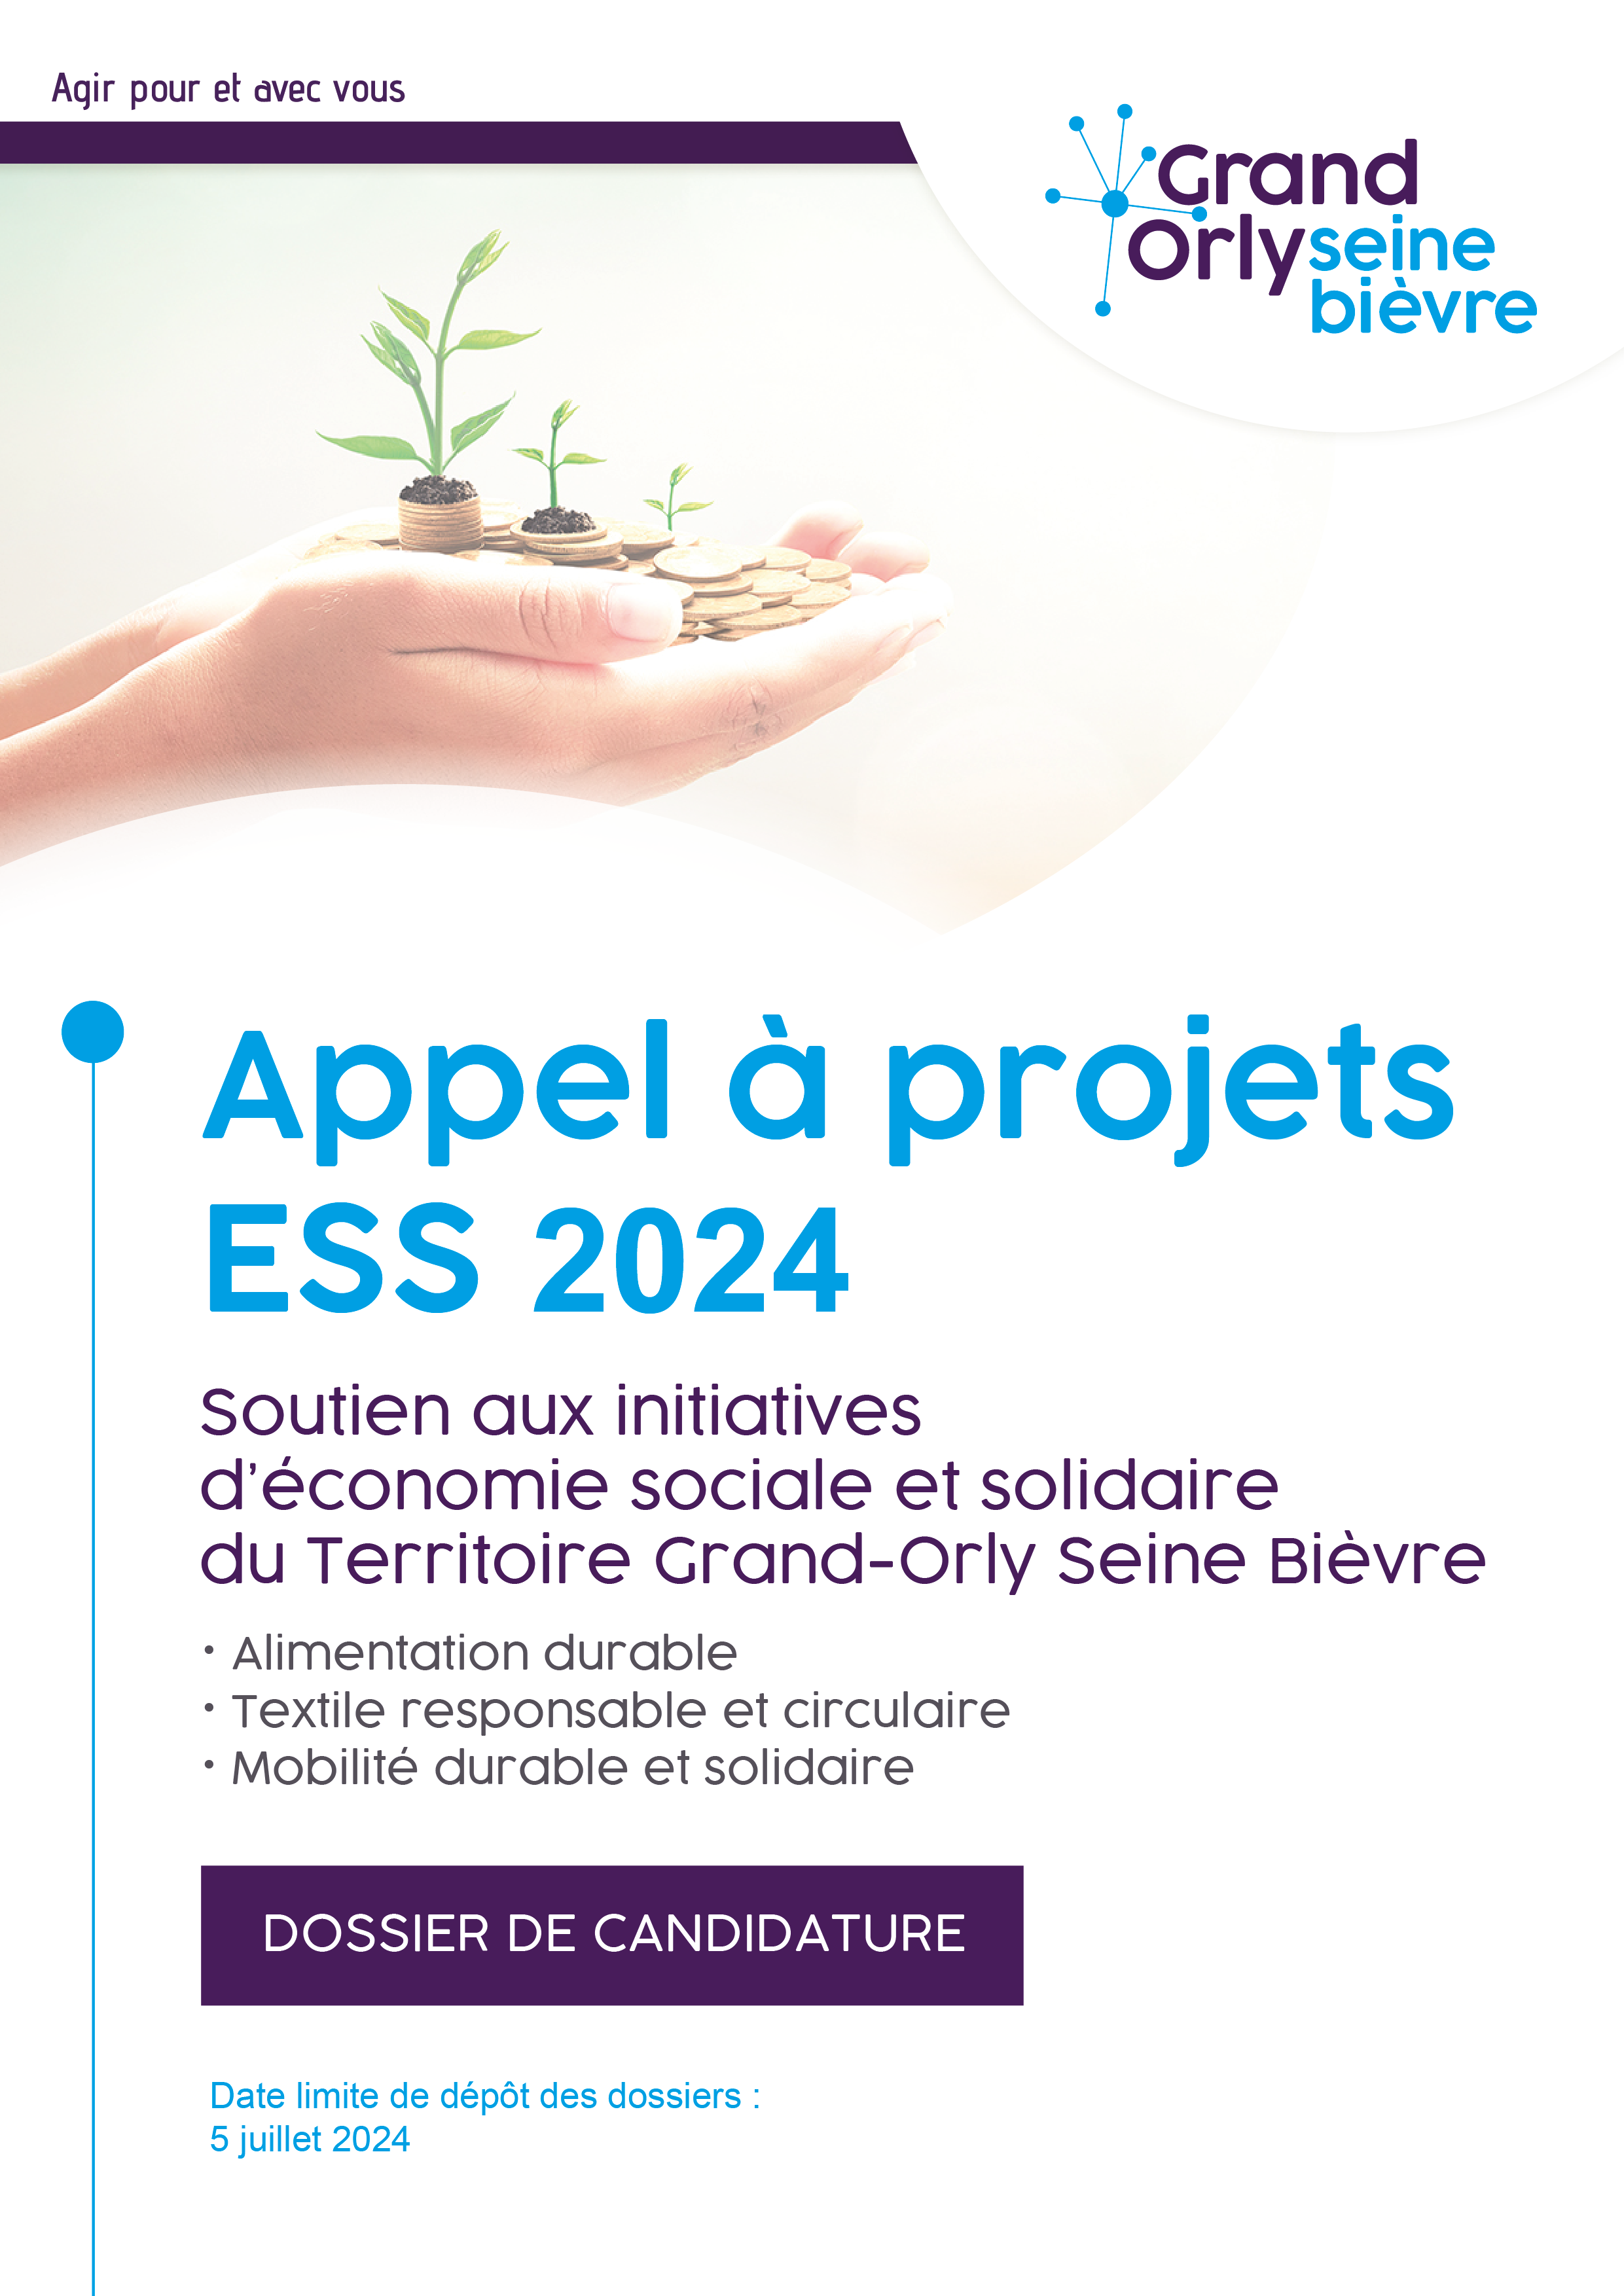 Agir pour et avec vous
Grand
Orly seine
bièvre
Appel à projets
ESS 2024
Soutien aux initiatives
d'économie sociale et solidaire
du Territoire Grand-Orly Seine Bièvre
• Alimentation durable
• Textile responsable et circulaire
• Mobilité durable et solidaire
DOSSIER DE CANDIDATURE
Date limite de dépôt des dossiers :
5 juillet 2024